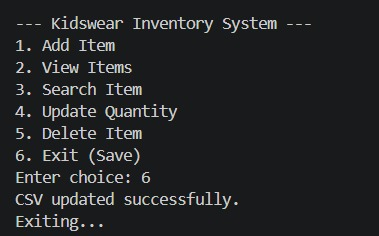 --- Kidswear Inventory System ---
1. Add Item
2. View Items
3. Search Item
4. Update Quantity
5. Delete Item
6. Exit (Save)
Enter choice: 6
CSV updated successfully.
Exiting...